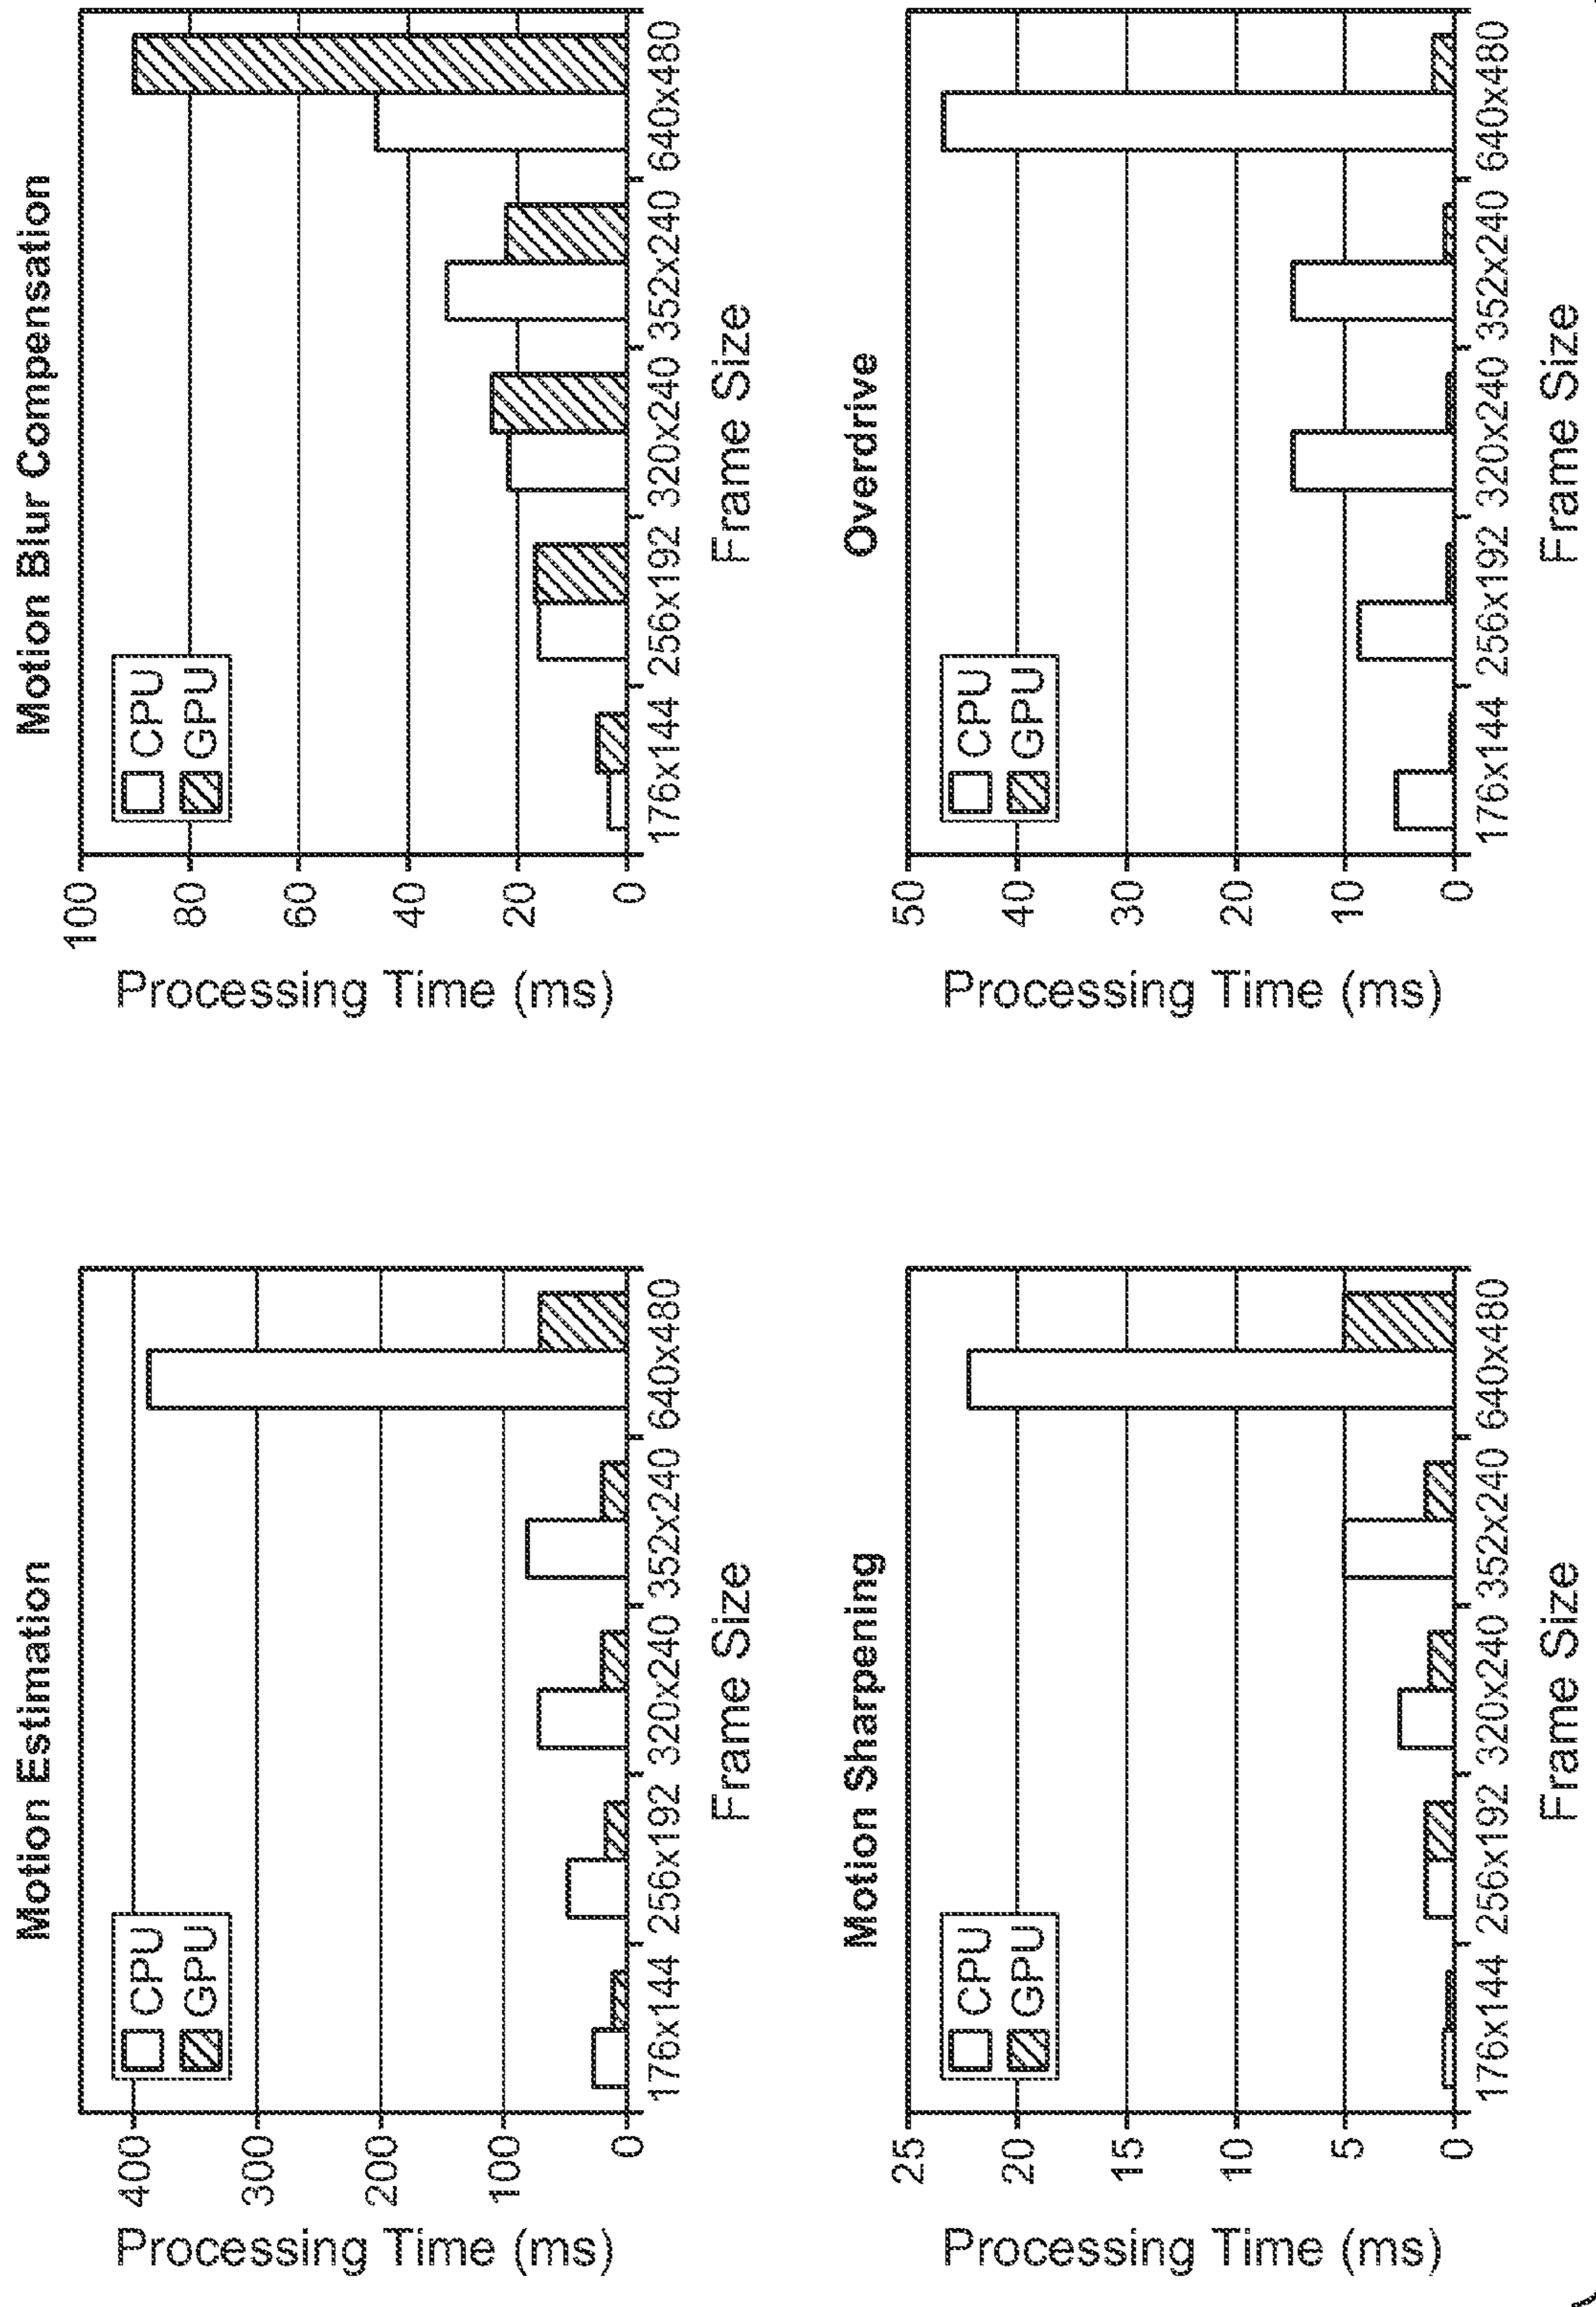 Motion Estimation
Processing Time (ms)
400
300
200
100
0
CPU
GPU
176x144 256x192 320x240 352x240 640x480
Frame Size
Motion Blur Compensation
Processing Time (ms)
100
80
60
40
20
0
CPU
GPU
176x144 256x192 320x240 352x240 640x480
Frame Size
Motion Sharpening
Processing Time (ms)
25
20
15
10
5
0
CPU
GPU
176x144 256x192 320x240 352x240 640x480
Frame Size
Overdrive
Processing Time (ms)
50
40
30
20
10
0
CPU
GPU
176x144 256x192 320x240 352x240 640x480
Frame Size